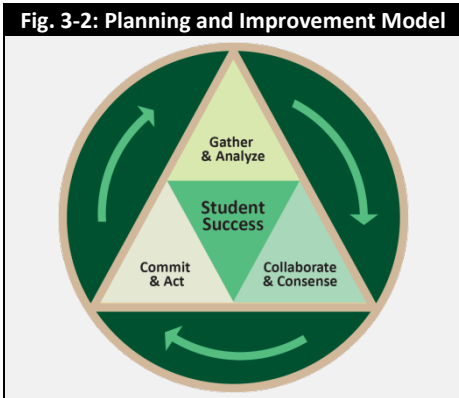 Fig. 3-2: Planning and Improvement Model
Gather
& Analyze
Student
Success
Commit
& Act
Collaborate
& Consense